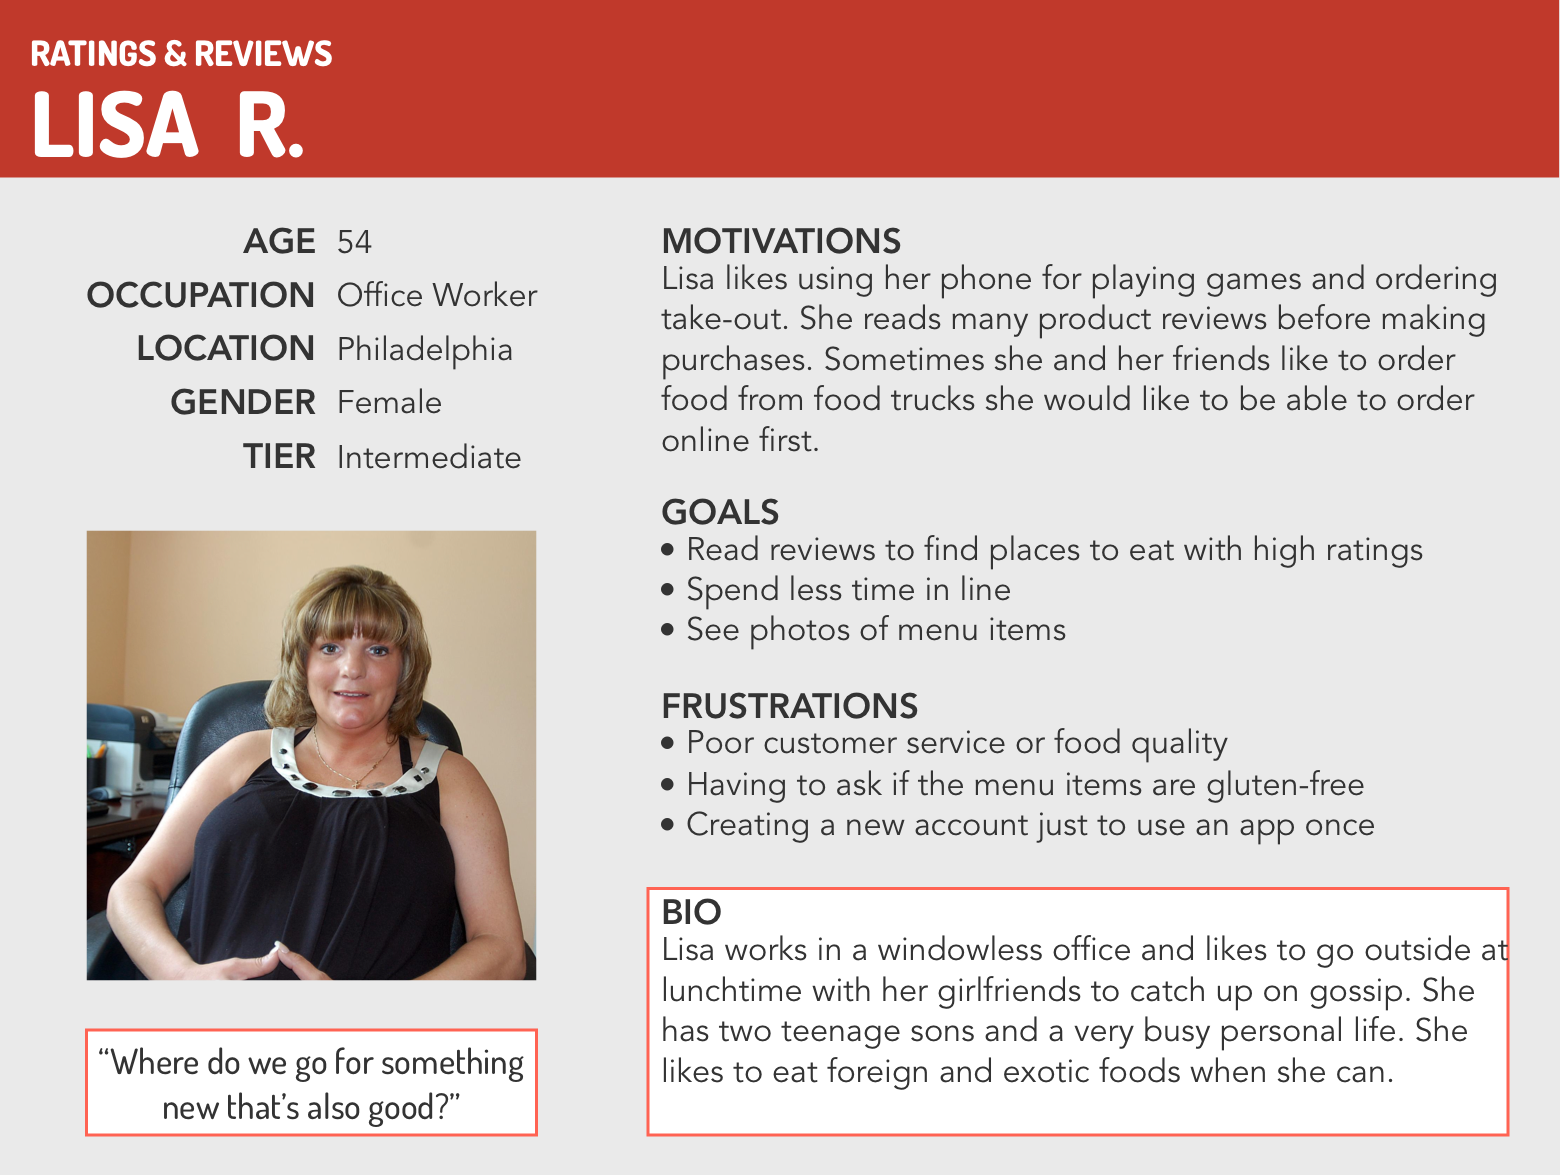 RATINGS & REVIEWS
LISA R.
AGE 54
OCCUPATION Office Worker
LOCATION Philadelphia
GENDER Female
TIER Intermediate
“Where do we go for something
new that’s also good?”
MOTIVATIONS
Lisa likes using her phone for playing games and ordering
take-out. She reads many product reviews before making
purchases. Sometimes she and her friends like to order
food from food trucks she would like to be able to order
online first.
GOALS
• Read reviews to find places to eat with high ratings
• Spend less time in line
• See photos of menu items
FRUSTRATIONS
• Poor customer service or food quality
• Having to ask if the menu items are gluten-free
• Creating a new account just to use an app once
BIO
Lisa works in a windowless office and likes to go outside at
lunchtime with her girlfriends to catch up on gossip. She
has two teenage sons and a very busy personal life. She
likes to eat foreign and exotic foods when she can.